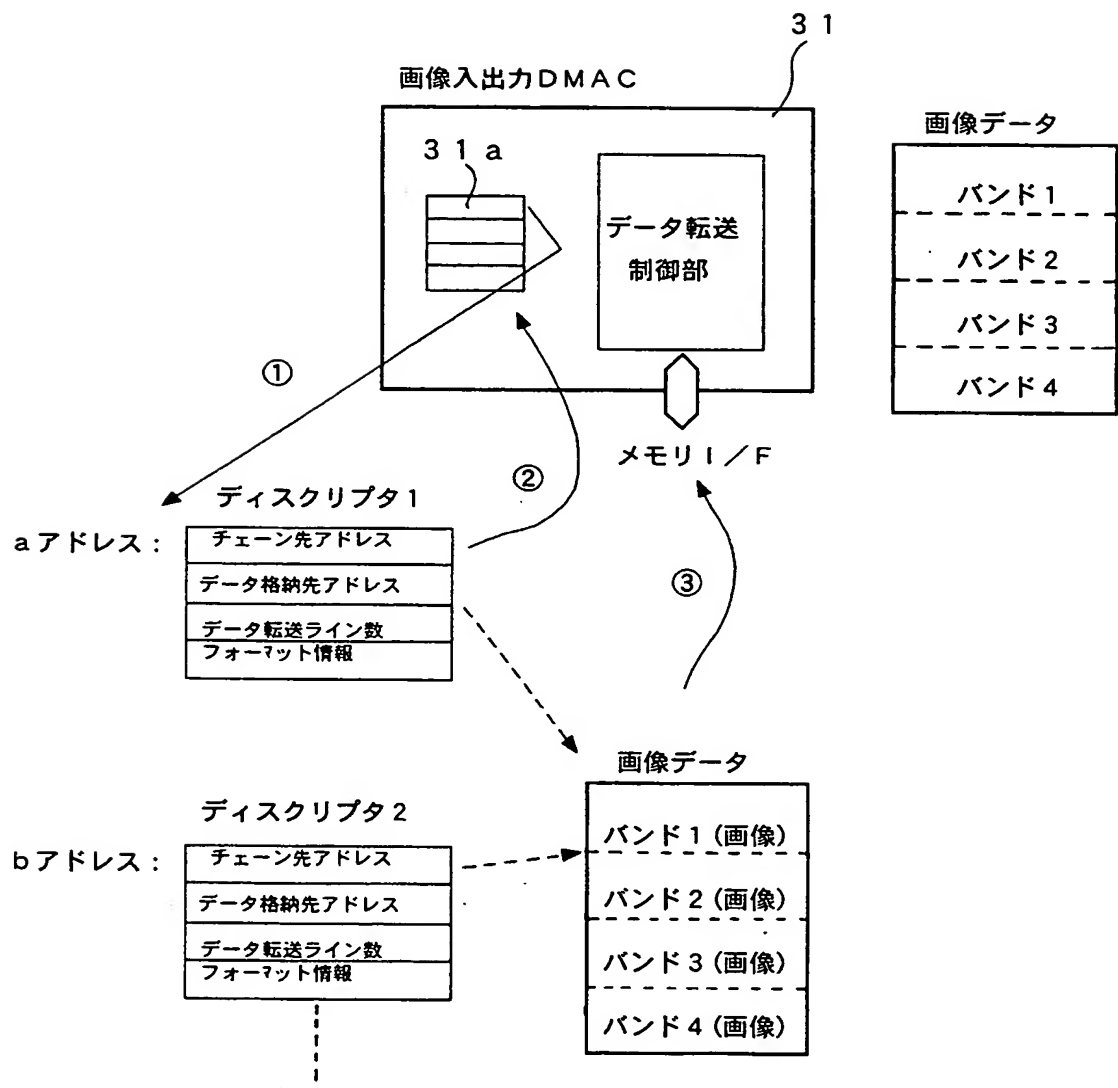 ３１
画像入出力ＤＭＡＣ
３１ａ
データ転送
制御部
画像データ
バンド１
バンド２
バンド３
バンド４
①
②
メモリＩ／Ｆ
③
ディスクリプタ１
ａアドレス：
チェーン先アドレス
データ格納先アドレス
データ転送ライン数
フォーマット情報
ディスクリプタ２
ｂアドレス：
チェーン先アドレス
データ格納先アドレス
データ転送ライン数
フォーマット情報
画像データ
バンド１(画像)
バンド２(画像)
バンド３(画像)
バンド４(画像)